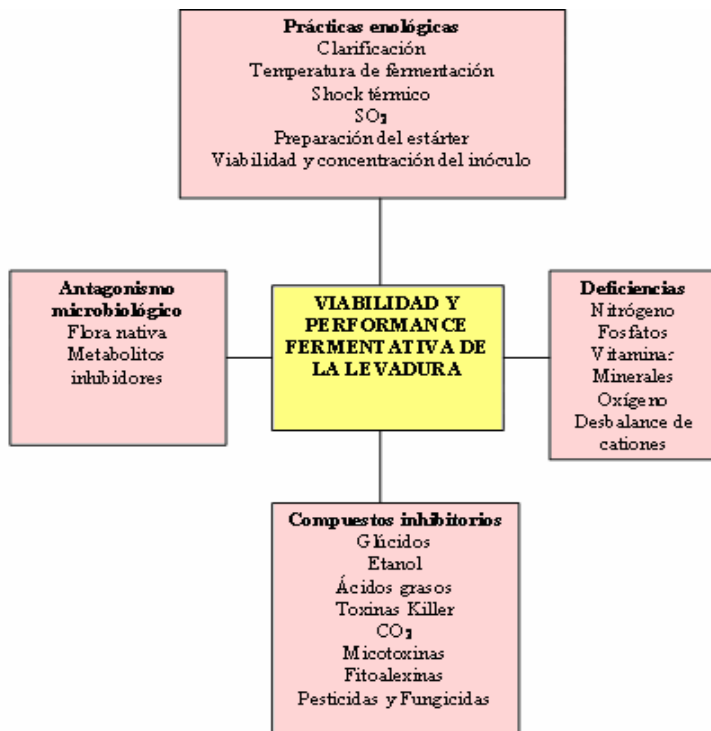 Prácticas enológicas
Clarificación
Temperatura de fermentación
Shock térmico
SO₂
Preparación del estárter
Viabilidad y concentración del inóculo
Antagonismo
microbiológico
Flora nativa
Metabolitos
inhibidores
VIABILIDAD Y
PERFORMANCE
FERMENTATIVA DE
LA LEVADURA
Deficiencias
Nitrógeno
Fosfatos
Vitaminas
Minerales
Oxígeno
Desbalance de
cationes
Compuestos inhibitorios
Glúcidos
Etanol
Ácidos grasos
Toxinas Killer
CO₂
Micotoxinas
Fitoalexinas
Pesticidas y Fungicidas